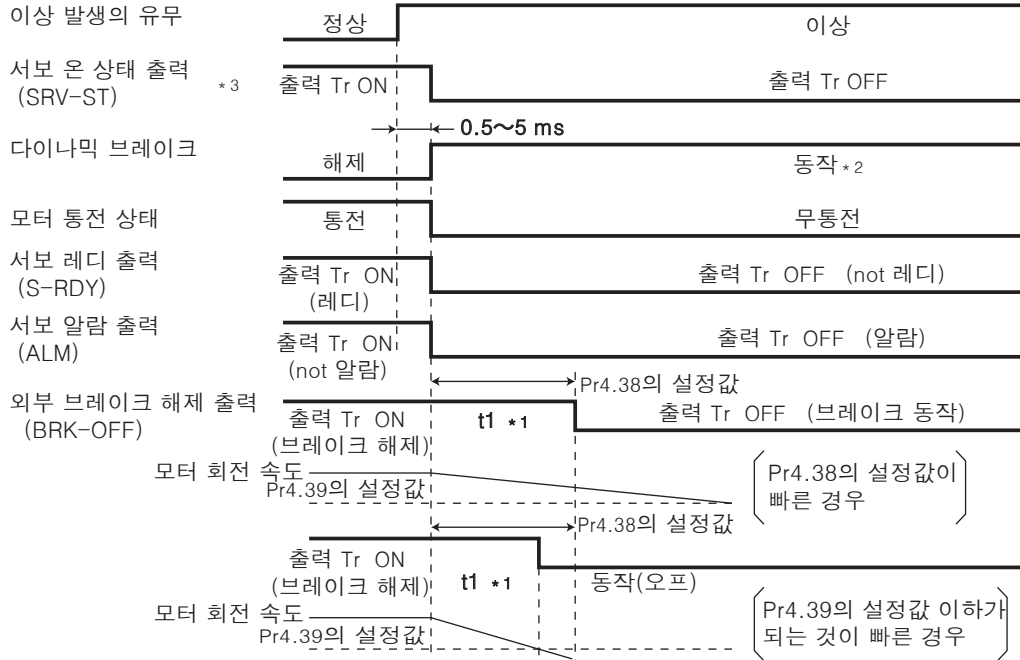 이상 발생의 유무
정상
이상
서보 온 상태 출력
(SRV-ST)
*3
출력 Tr ON
출력 Tr OFF
0.5~5 ms
다이나믹 브레이크
해제
동작*2
모터 통전 상태
통전
무통전
서보 레디 출력
(S-RDY)
출력 Tr ON
(레디)
출력 Tr OFF (not 레디)
서보 알람 출력
(ALM)
출력 Tr ON
(not 알람)
출력 Tr OFF (알람)
Pr4.38의 설정값
외부 브레이크 해제 출력
(BRK-OFF)
출력 Tr ON
(브레이크 해제)
t1 *1
출력 Tr OFF (브레이크 동작)
모터 회전 속도
Pr4.39의 설정값
Pr4.38의 설정값이
빠른 경우
Pr4.38의 설정값
출력 Tr ON
(브레이크 해제)
t1 *1
동작(오프)
모터 회전 속도
Pr4.39의 설정값
Pr4.39의 설정값 이하가
되는 것이 빠른 경우